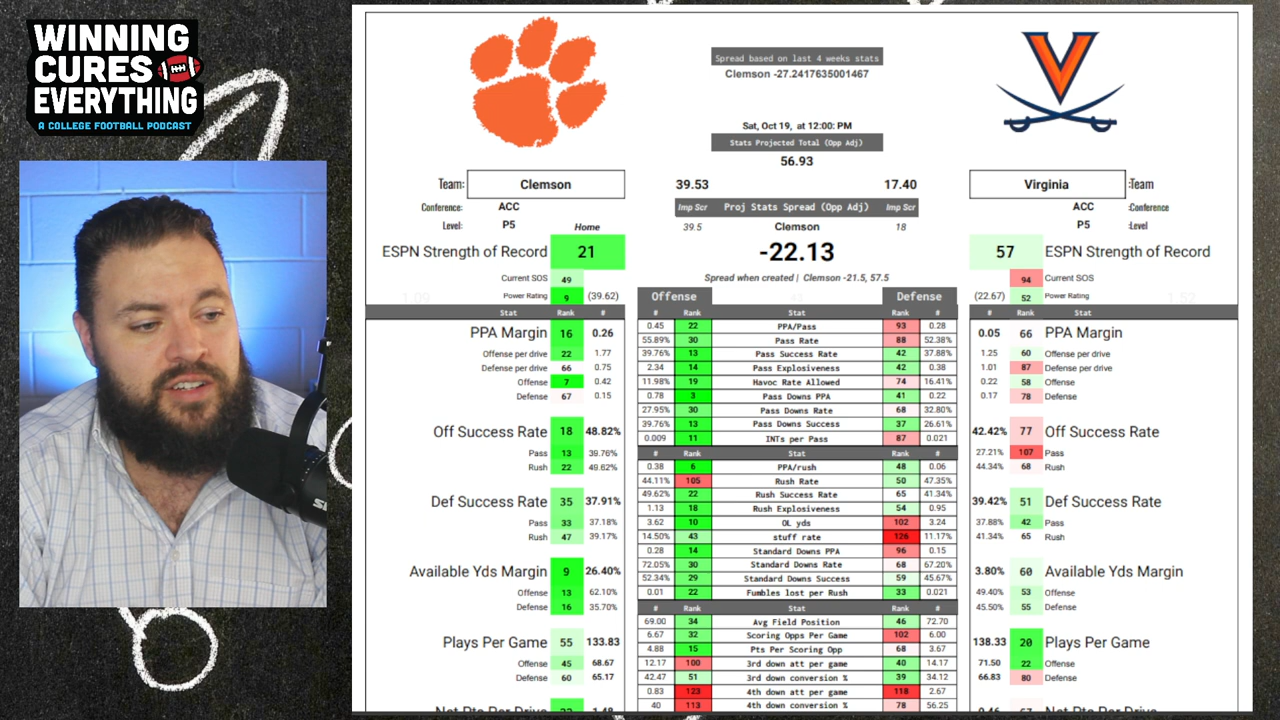 WINNING
CURES
EVERYTHING
A COLLEGE FOOTBALL PODCAST
Spread based on last 4 weeks stats
Clemson -27.2417635001467
Sat, Oct 19, at 12:00: PM
Stats Projected Total (Opp Adj)
56.93
Team: Clemson 39.53 17.40 Virginia :Team
Conference: ACC Imp Scr Proj Stats Spread (Opp Adj) Imp Scr ACC :Conference
Level: P5 Home 39.5 Clemson 18 P5 :Level
ESPN Strength of Record 21 -22.13 57 ESPN Strength of Record
Current SOS 49 Spread when created | Clemson -21.5, 57.5 94 Current SOS
Power Rating 9 (39.62) Offense Defense (22.67) 52 Power Rating
Stat Rank # # Rank Stat Rank # # Rank Stat
0.45 22 PPA/Pass 93 0.28
PPA Margin 16 0.26 55.89% 30 Pass Rate 88 52.38% 0.05 66 PPA Margin
Offense per drive 22 1.77 39.76% 13 Pass Success Rate 42 37.88% 1.25 60 Offense per drive
Defense per drive 66 0.75 2.34 14 Pass Explosiveness 42 0.38 1.01 87 Defense per drive
Offense 7 0.42 11.98% 19 Havoc Rate Allowed 74 16.41% 0.22 58 Offense
Defense 67 0.15 0.78 3 Pass Downs PPA 41 0.22 0.17 78 Defense
27.95% 30 Pass Downs Rate 68 32.80%
39.76% 13 Pass Downs Success 37 26.61%
Off Success Rate 18 48.82% 0.009 11 INTs per Pass 87 0.021 42.42% 77 Off Success Rate
Pass 13 39.76% # Rank Stat Rank # 27.21% 107 Pass
Rush 22 49.62% 0.38 6 PPA/rush 48 0.06 44.34% 68 Rush
44.11% 105 Rush Rate 50 47.35%
49.62% 22 Rush Success Rate 65 41.34%
Def Success Rate 35 37.91% 1.13 18 Rush Explosiveness 54 0.95 39.42% 51 Def Success Rate
Pass 33 37.18% 3.62 10 OL yds 102 3.24 37.88% 42 Pass
Rush 47 39.17% 14.50% 43 stuff rate 126 11.17% 41.34% 65 Rush
0.28 14 Standard Downs PPA 96 0.15
Available Yds Margin 9 26.40% 72.05% 30 Standard Downs Rate 68 67.20% 3.80% 60 Available Yds Margin
52.34% 29 Standard Downs Success 59 45.67%
Offense 13 62.10% 0.01 22 Fumbles lost per Rush 33 0.021 49.40% 53 Offense
Defense 16 35.70% # Rank Stat Rank # 45.50% 55 Defense
69.00 34 Avg Field Position 46 72.70
Plays Per Game 55 133.83 6.67 32 Scoring Opps Per Game 102 6.00 138.33 20 Plays Per Game
4.88 15 Pts Per Scoring Opp 68 3.67
Offense 45 68.67 12.17 100 3rd down att per game 40 14.17 71.50 22 Offense
Defense 60 65.17 42.47 51 3rd down conversion % 39 34.12 66.83 80 Defense
0.83 123 4th down att per game 118 2.67
40 113 4th down conversion % 78 56.25